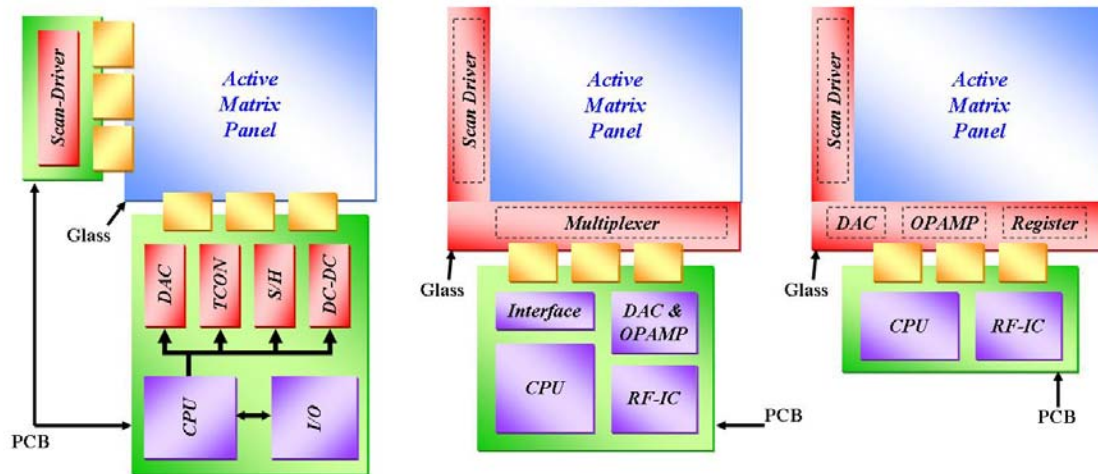 Scan-Driver
Active
Matrix
Panel
Glass
DAC
TCON
S/H
DC-DC
CPU
I/O
PCB
Scan Driver
Active
Matrix
Panel
Multiplexer
Glass
Interface
DAC &
OPAMP
CPU
RF-IC
PCB
Scan Driver
Active
Matrix
Panel
DAC
OPAMP
Register
Glass
CPU
RF-IC
PCB